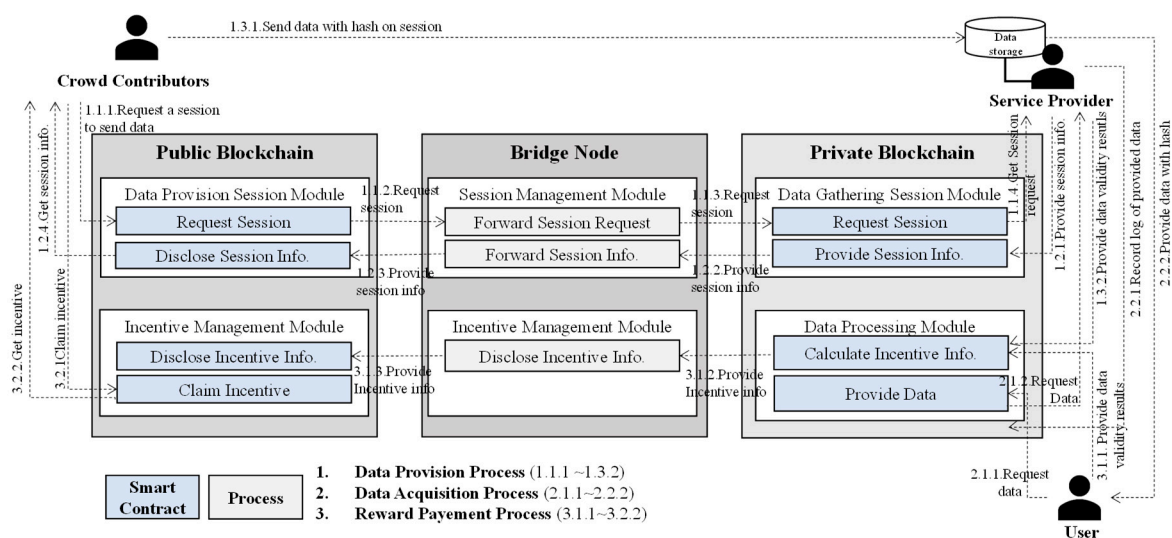 1.3.1.Send data with hash on session
Data
storage
Crowd Contributors
Service Provider
1.1.1.Request a session
to send data
1.2.4.Get session info.
3.2.1Claim incentive
3.2.2.Get incentive
Public Blockchain
Bridge Node
Private Blockchain
Data Provision Session Module
Request Session
Disclose Session Info.
1.1.2.Request
session
1.2.3.Provide
session info
Session Management Module
Forward Session Request
Forward Session Info.
1.1.3.Request
session
1.2.2.Provide
session info
Data Gathering Session Module
Request Session
Provide Session Info.
1.1.4.Get Session
request
1.2.1.Provide session info.
1.3.2.Provide data validity resutls
2.2.1.Record log of provided data
2.2.2.Provide data with hash
Incentive Management Module
Disclose Incentive Info.
Claim Incentive
3.1.3.Provide
Incentive info
Incentive Management Module
Disclose Incentive Info.
3.1.2.Provide
Incentive info
Data Processing Module
Calculate Incentive Info.
Provide Data
2.1.2.Request
Data
3.1.1.Provide data
validity results
2.1.1.Request
data
User
Smart
Contract
Process
1. Data Provision Process (1.1.1 ~1.3.2)
2. Data Acquisition Process (2.1.1~2.2.2)
3. Reward Payement Process (3.1.1~3.2.2)